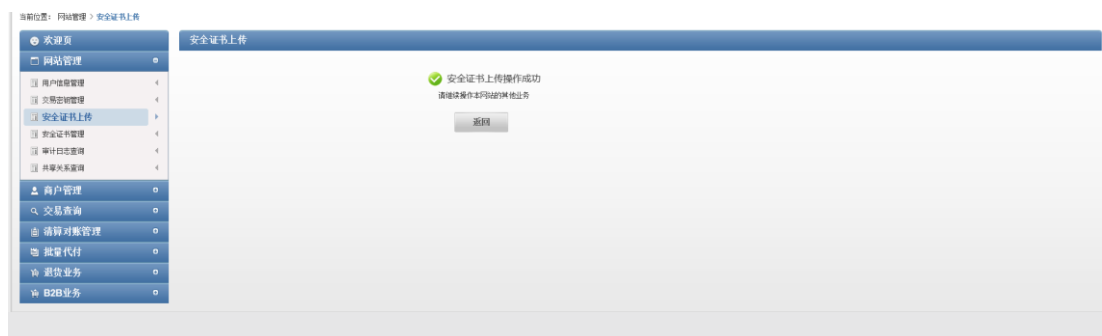 当前位置： 网站管理 > 安全证书上传
欢迎页
网站管理
用户信息管理
交易密钥管理
安全证书上传
安全证书管理
审计日志查询
共享关系查询
商户管理
交易查询
清算对账管理
批量代付
退货业务
B2B业务
安全证书上传
安全证书上传操作成功
请继续操作本网站的其他业务
返回